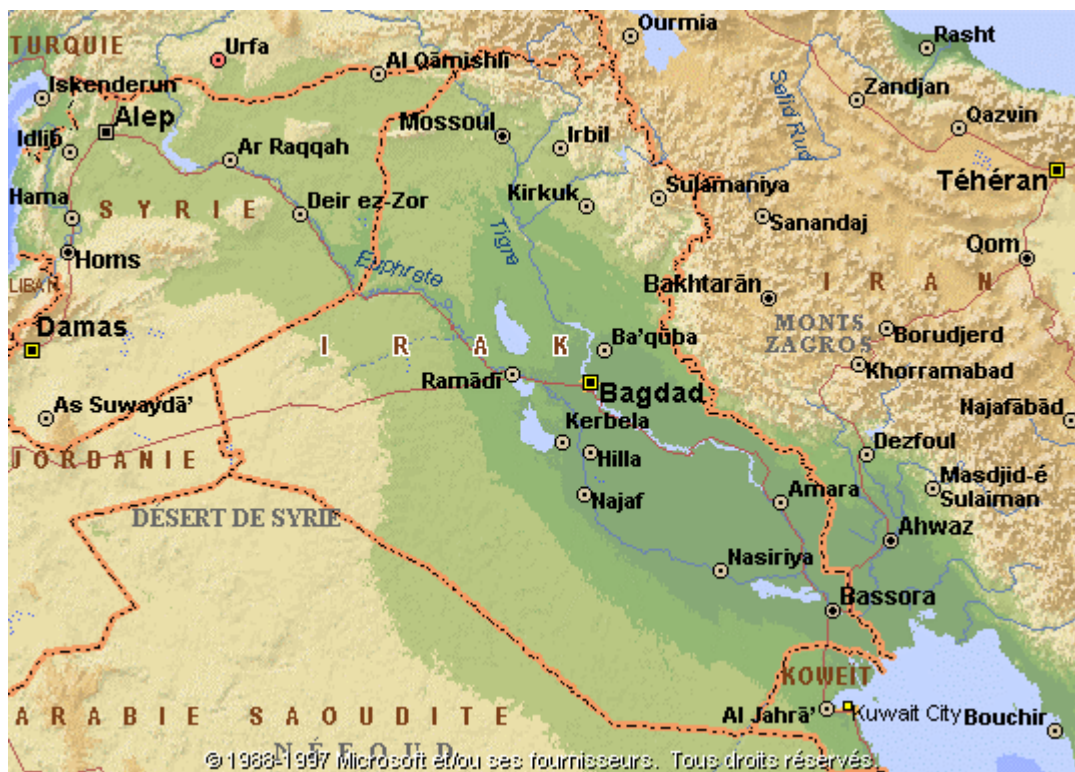 Ourmia
Rasht
TURQUIE
Urfa
Al Qāmishlī
Iskenderun
Zandjan
Sefid Rud
Alep
Mossoul
Irbil
Qazvin
Idlib
Ar Raqqah
Téhéran
Hama
SYRIE
Deir ez-Zor
Kirkuk
Sulamaniya
Sanandaj
Tigre
Homs
Qom
LIBAN
Euphrete
Bakhtarān
IRAN
Damas
IRAK
Ba'qūba
MONTS
ZAGROS
Borudjerd
Ramādī
Bagdad
Khorramabad
As Suwaydā'
Kerbela
Najafābād
JORDANIE
Hilla
Dezfoul
Najaf
Amara
Masdjid-é
Sulaiman
DÉSERT DE SYRIE
Ahwaz
Nasiriya
Bassora
KOWEIT
ARABIE SAOUDITE
Al Jahrā'
Kuwait City
Bouchir
NÉFOUD
© 1988-1997 Microsoft et/ou ses fournisseurs. Tous droits réservés.